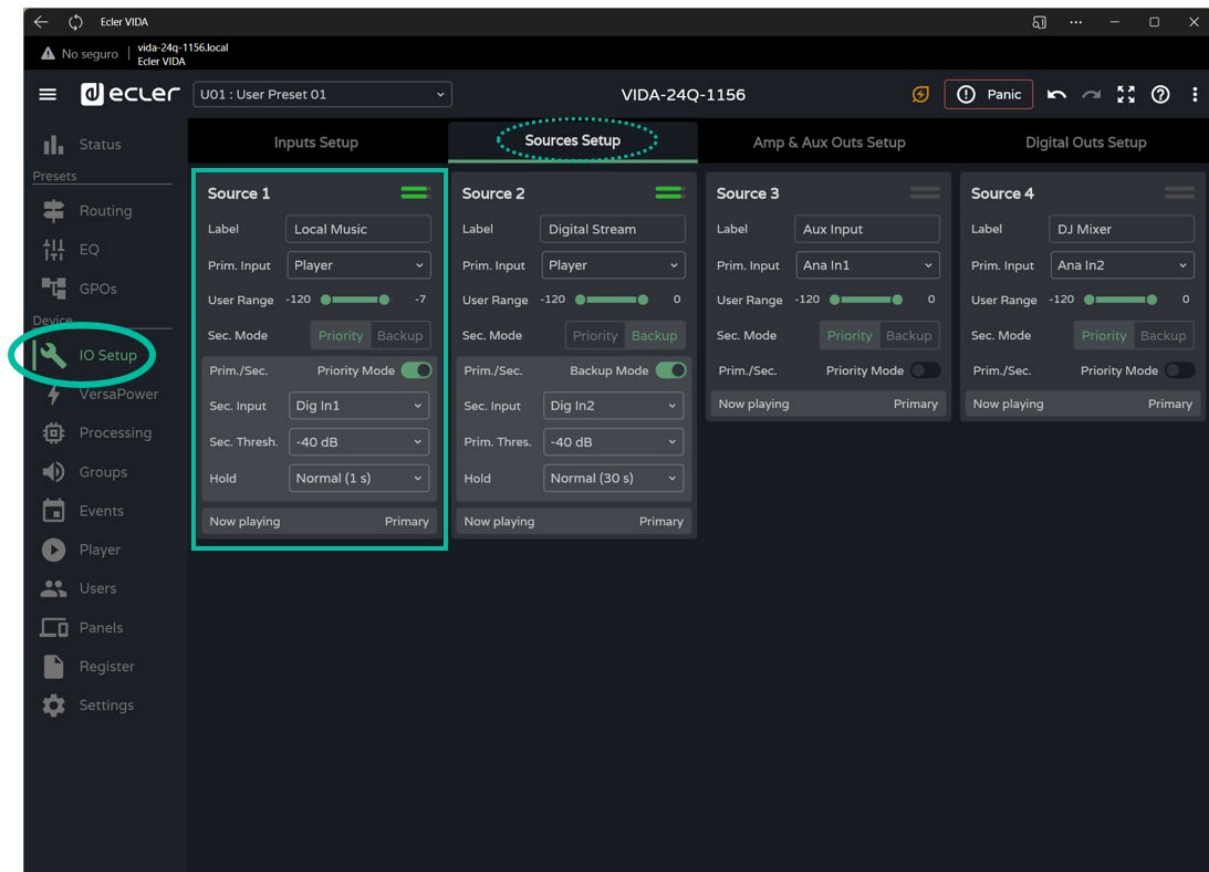 Ecler VIDA
No seguro | vida-24q-1156.local
Ecler VIDA
ecler
U01 : User Preset 01
VIDA-24Q-1156
Panic
Status
Presets
Routing
EQ
GPOs
Device
IO Setup
VersaPower
Processing
Groups
Events
Player
Users
Panels
Register
Settings
Inputs Setup
Sources Setup
Amp & Aux Outs Setup
Digital Outs Setup
Source 1
Label Local Music
Prim. Input Player
User Range -120 -7
Sec. Mode Priority Backup
Prim./Sec. Priority Mode
Sec. Input Dig In1
Sec. Thresh. -40 dB
Hold Normal (1 s)
Now playing Primary
Source 2
Label Digital Stream
Prim. Input Player
User Range -120 0
Sec. Mode Priority Backup
Prim./Sec. Backup Mode
Sec. Input Dig In2
Prim. Thres. -40 dB
Hold Normal (30 s)
Now playing Primary
Source 3
Label Aux Input
Prim. Input Ana In1
User Range -120 0
Sec. Mode Priority Backup
Prim./Sec. Priority Mode
Now playing Primary
Source 4
Label DJ Mixer
Prim. Input Ana In2
User Range -120 0
Sec. Mode Priority Backup
Prim./Sec. Priority Mode
Now playing Primary